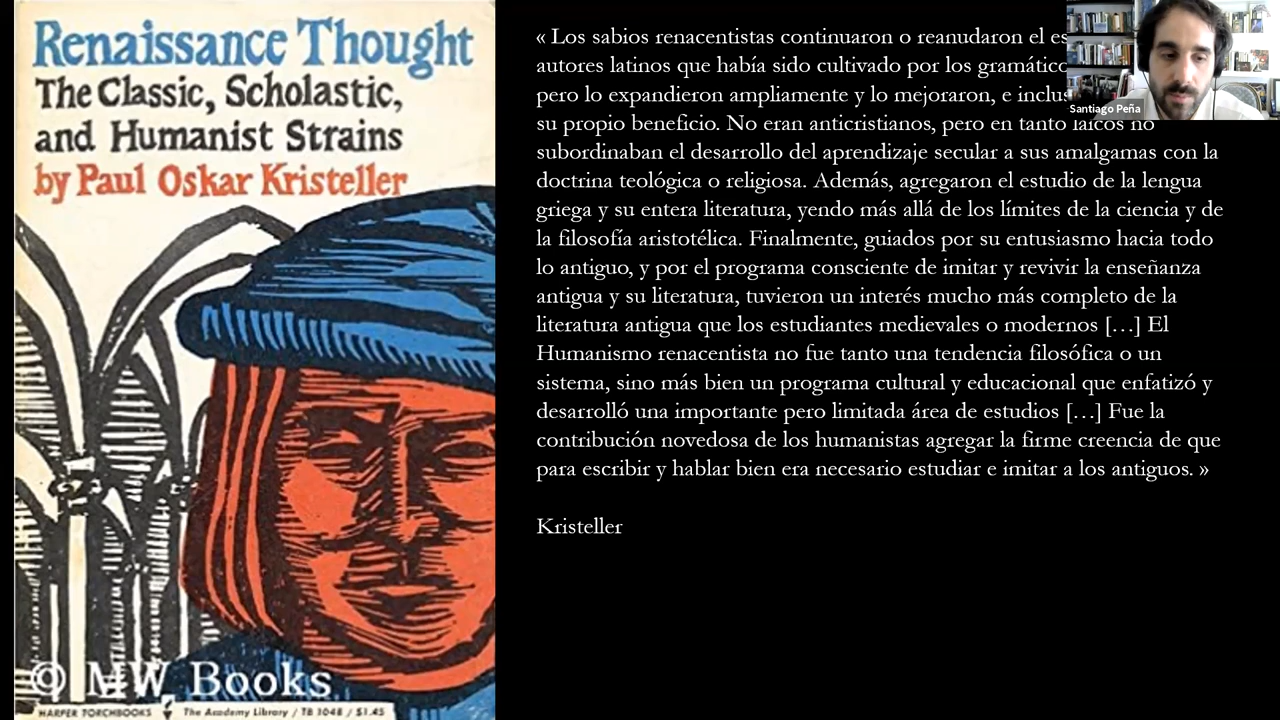 Renaissance Thought
The Classic, Scholastic,
and Humanist Strains
by Paul Oskar Kristeller
© MW Books
HARPER TORCHBOOKS The Academy Library / TB 1048 / $1.45
« Los sabios renacentistas continuaron o reanudaron el es
autores latinos que había sido cultivado por los gramático
pero lo expandieron ampliamente y lo mejoraron, e inclus
su propio beneficio. No eran anticristianos, pero en tanto laicos no
subordinaban el desarrollo del aprendizaje secular a sus amalgamas con la
doctrina teológica o religiosa. Además, agregaron el estudio de la lengua
griega y su entera literatura, yendo más allá de los límites de la ciencia y de
la filosofía aristotélica. Finalmente, guiados por su entusiasmo hacia todo
lo antiguo, y por el programa consciente de imitar y revivir la enseñanza
antigua y su literatura, tuvieron un interés mucho más completo de la
literatura antigua que los estudiantes medievales o modernos […] El
Humanismo renacentista no fue tanto una tendencia filosófica o un
sistema, sino más bien un programa cultural y educacional que enfatizó y
desarrolló una importante pero limitada área de estudios […] Fue la
contribución novedosa de los humanistas agregar la firme creencia de que
para escribir y hablar bien era necesario estudiar e imitar a los antiguos. »
Kristeller
Santiago Peña